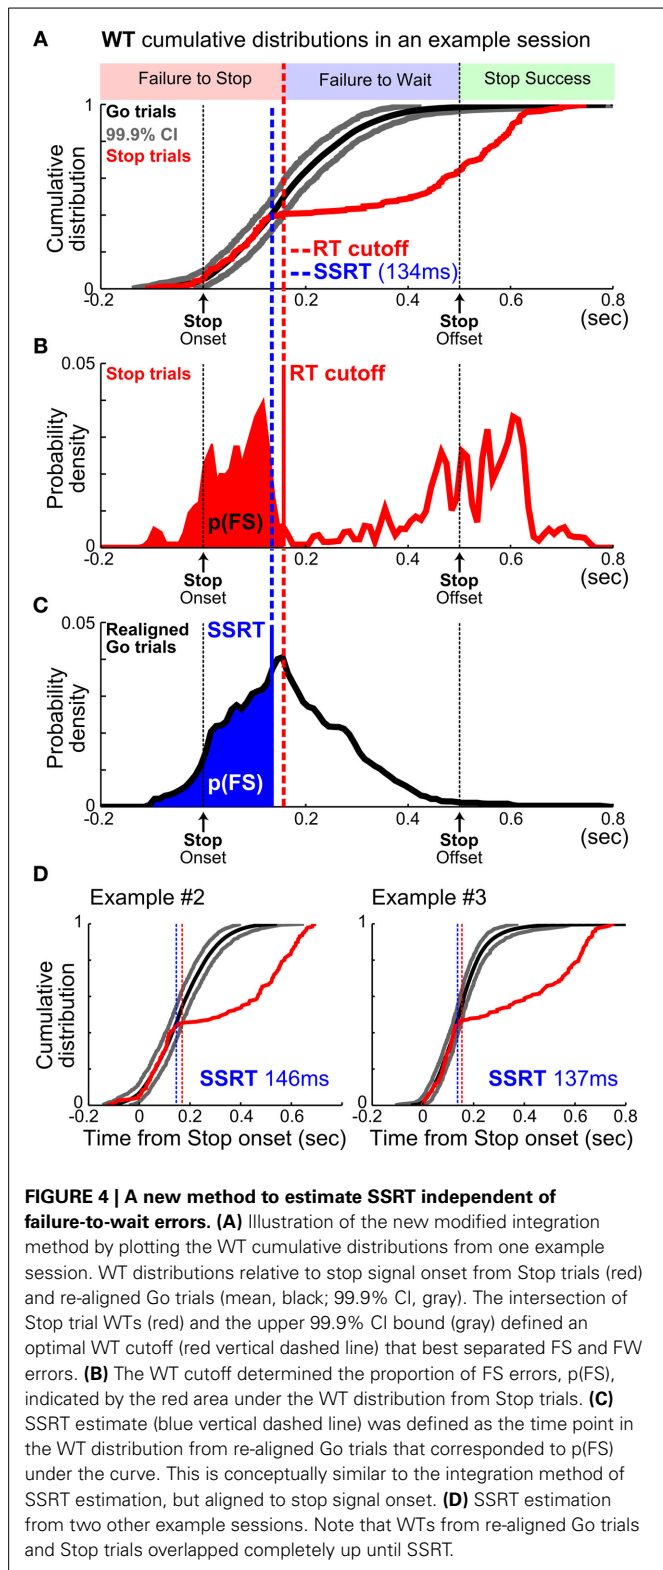 A WT cumulative distributions in an example session
Failure to Stop Failure to Wait Stop Success
1
Go trials
99.9% CI
Stop trials
Cumulative
distribution
RT cutoff
SSRT (134ms)
0
-0.2 0 0.2 0.4 0.6 0.8
(sec)
Stop
Onset
Stop
Offset
B
0.05
Stop trials
RT cutoff
Probability
density
p(FS)
0
-0.2 0 0.2 0.4 0.6 0.8
(sec)
Stop
Onset
Stop
Offset
C
0.05
Realigned
Go trials
SSRT
Probability
density
p(FS)
0
-0.2 0 0.2 0.4 0.6 0.8
(sec)
Stop
Onset
Stop
Offset
D
Example #2 Example #3
1 1
Cumulative
distribution
SSRT 146ms SSRT 137ms
0 0
-0.2 0 0.2 0.4 0.6 0.8 -0.2 0 0.2 0.4 0.6 0.8
Time from Stop onset (sec) Time from Stop onset (sec)
FIGURE 4 | A new method to estimate SSRT independent of
failure-to-wait errors. (A) Illustration of the new modified integration
method by plotting the WT cumulative distributions from one example
session. WT distributions relative to stop signal onset from Stop trials (red)
and re-aligned Go trials (mean, black; 99.9% CI, gray). The intersection of
Stop trial WTs (red) and the upper 99.9% CI bound (gray) defined an
optimal WT cutoff (red vertical dashed line) that best separated FS and FW
errors. (B) The WT cutoff determined the proportion of FS errors, p(FS),
indicated by the red area under the WT distribution from Stop trials. (C)
SSRT estimate (blue vertical dashed line) was defined as the time point in
the WT distribution from re-aligned Go trials that corresponded to p(FS)
under the curve. This is conceptually similar to the integration method of
SSRT estimation, but aligned to stop signal onset. (D) SSRT estimation
from two other example sessions. Note that WTs from re-aligned Go trials
and Stop trials overlapped completely up until SSRT.